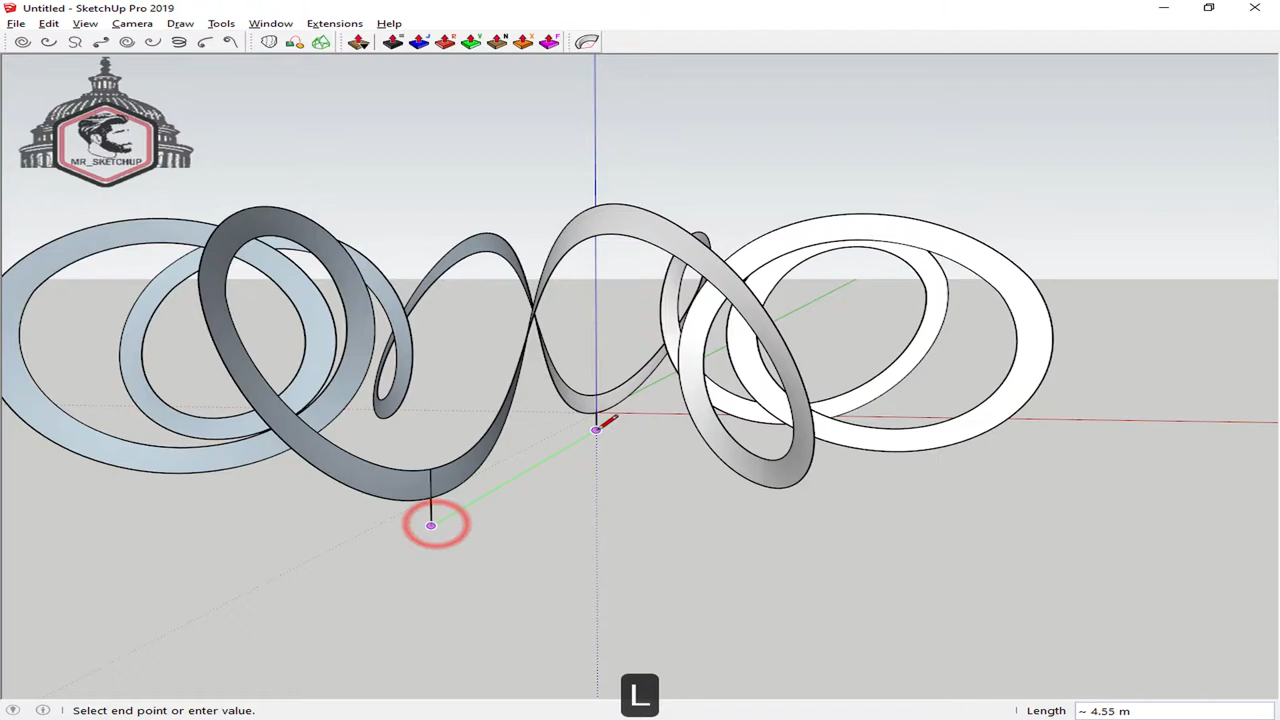 Untitled - SketchUp Pro 2019
File Edit View Camera Draw Tools Window Extensions Help
= J R V N X F
MR_SKETCHUP
L
Select end point or enter value.
Length ~ 4.55 m